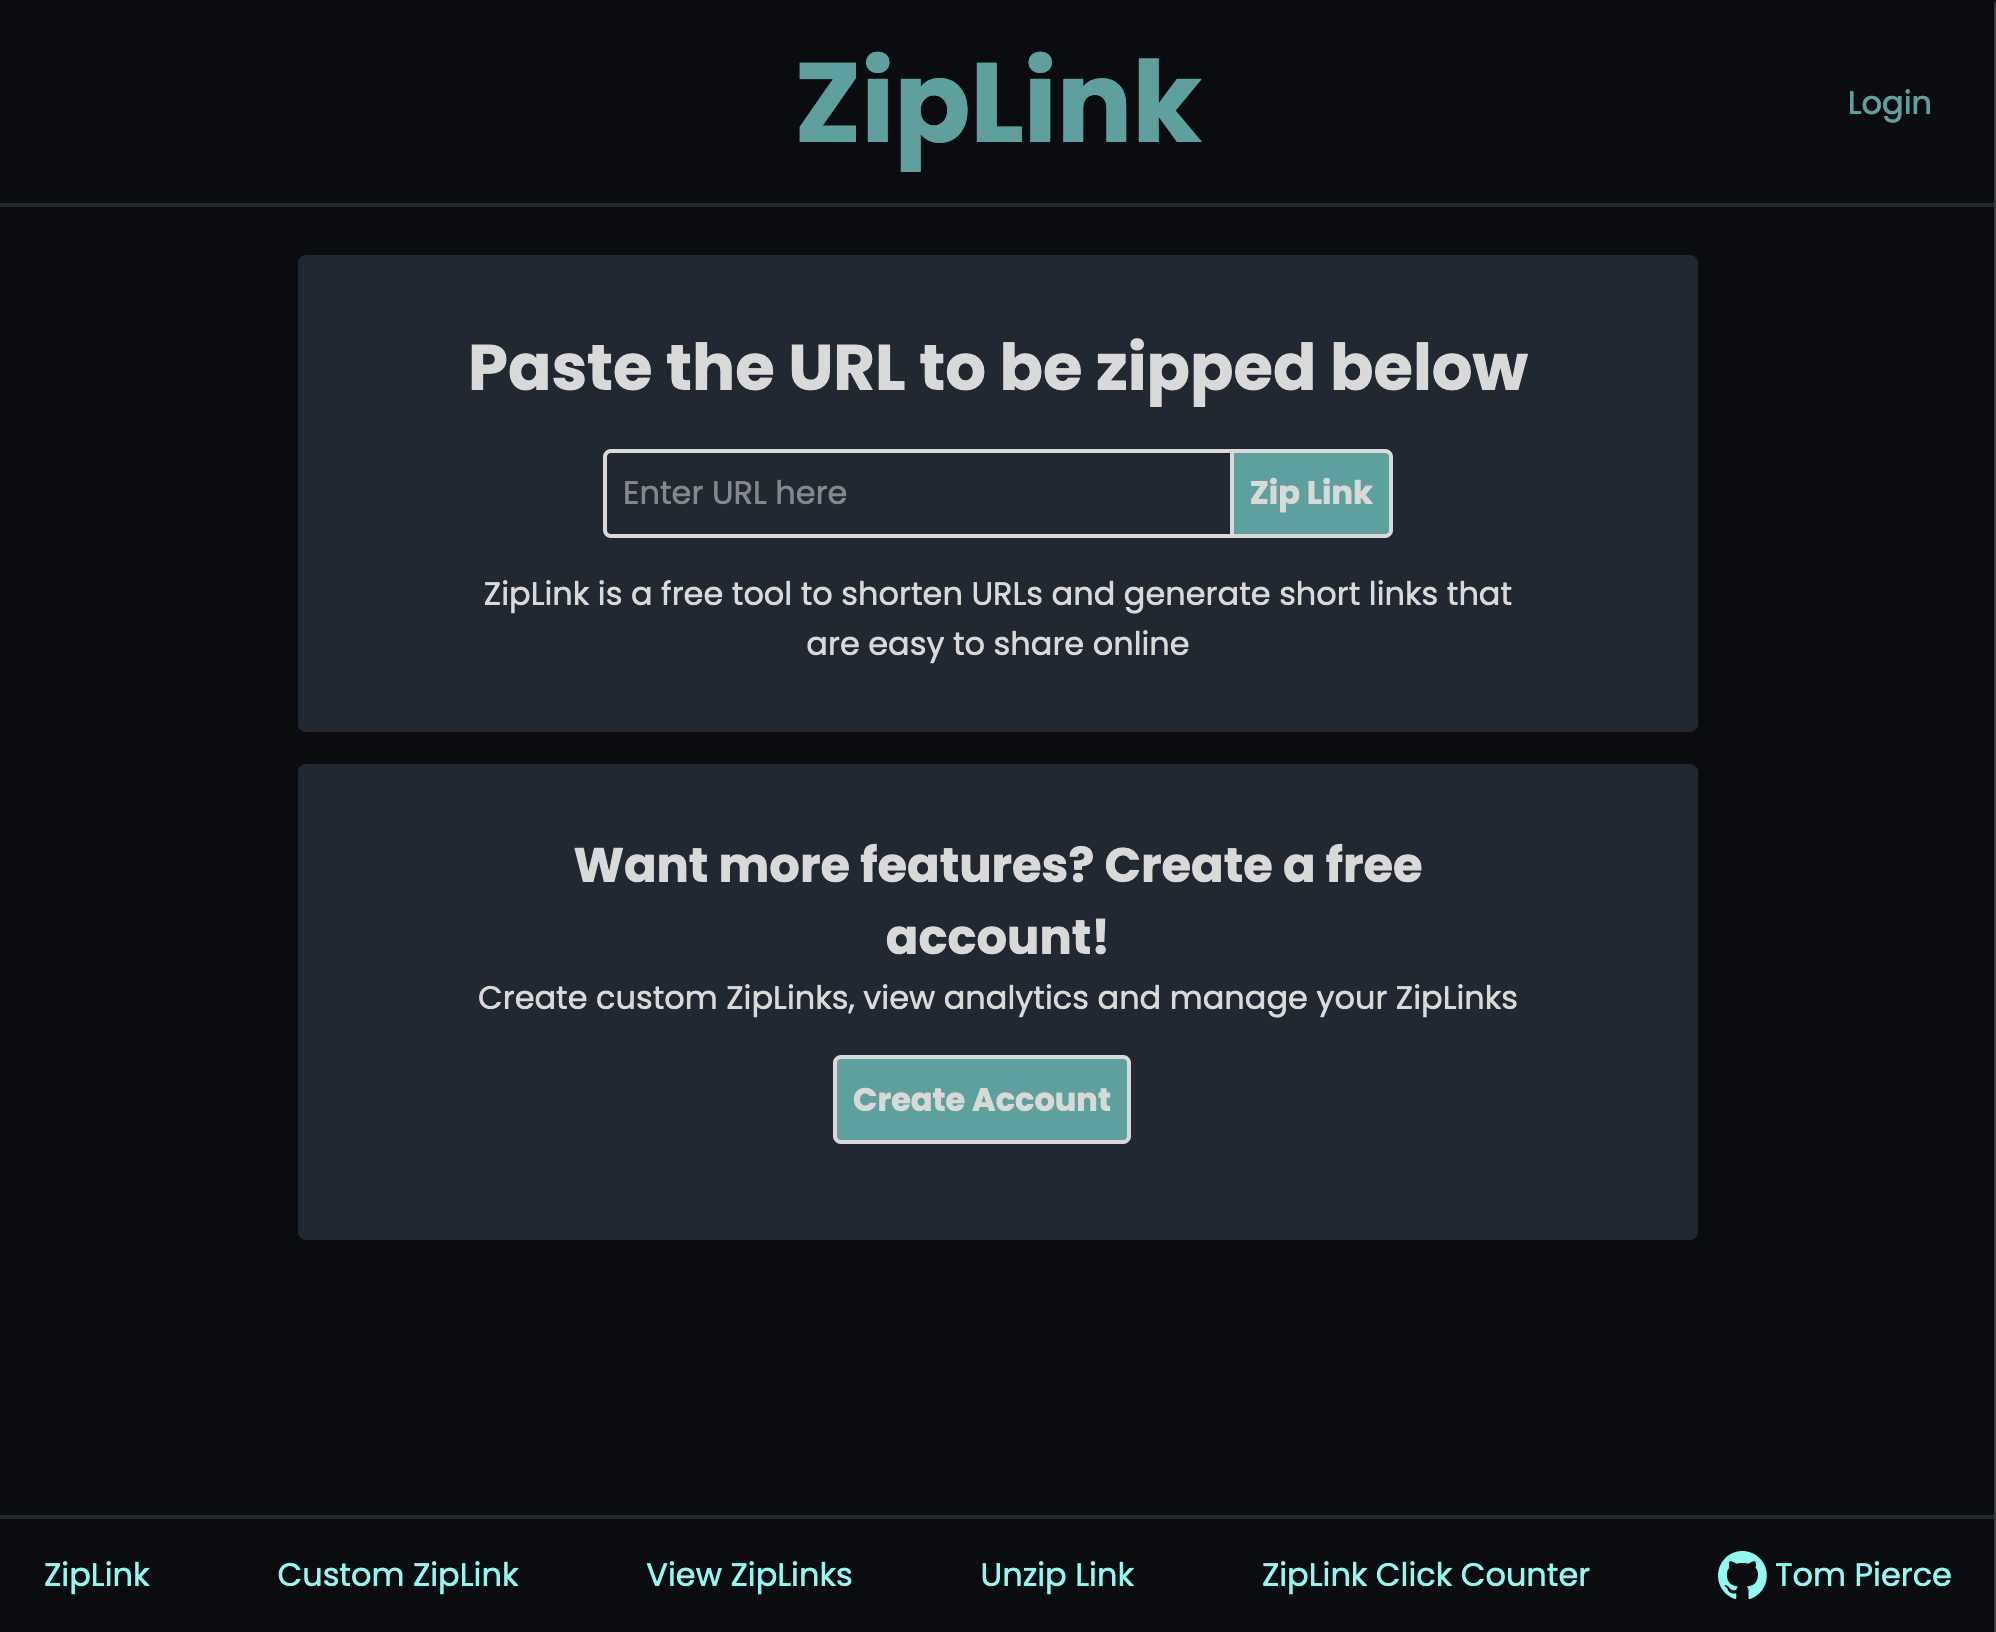 ZipLink
Login
Paste the URL to be zipped below
Enter URL here
Zip Link
ZipLink is a free tool to shorten URLs and generate short links that
are easy to share online
Want more features? Create a free
account!
Create custom ZipLinks, view analytics and manage your ZipLinks
Create Account
ZipLink
Custom ZipLink
View ZipLinks
Unzip Link
ZipLink Click Counter
Tom Pierce